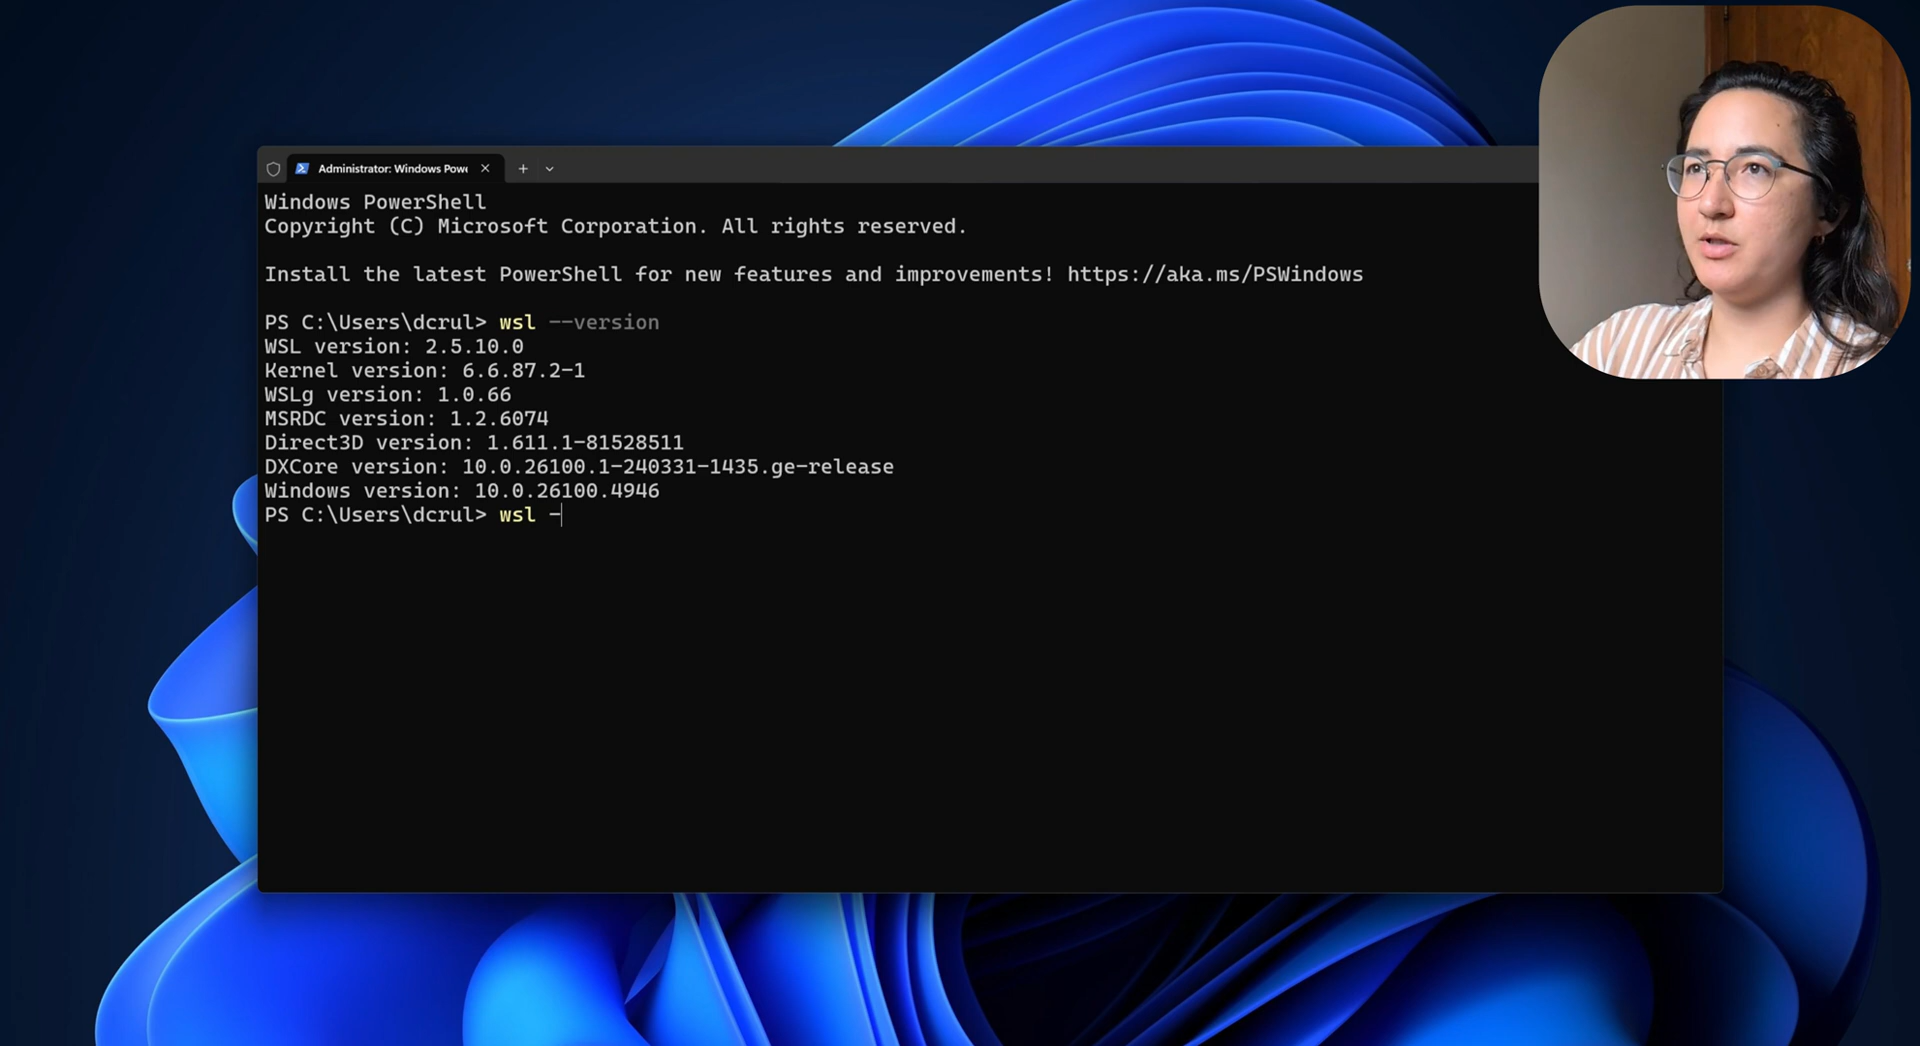 Administrator: Windows Powe
Windows PowerShell
Copyright (C) Microsoft Corporation. All rights reserved.
Install the latest PowerShell for new features and improvements! https://aka.ms/PSWindows
PS C:\Users\dcrul> wsl --version
WSL version: 2.5.10.0
Kernel version: 6.6.87.2-1
WSLg version: 1.0.66
MSRDC version: 1.2.6074
Direct3D version: 1.611.1-81528511
DXCore version: 10.0.26100.1-240331-1435.ge-release
Windows version: 10.0.26100.4946
PS C:\Users\dcrul> wsl -